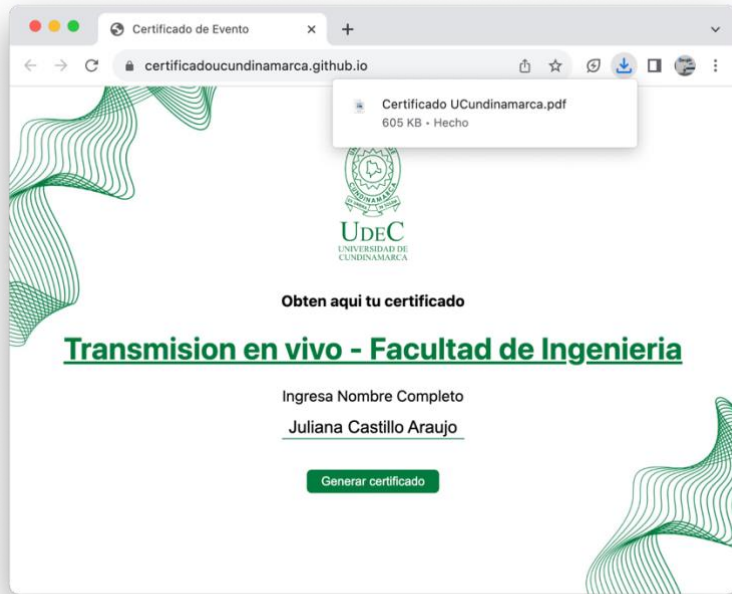 Certificado de Evento
certificadoucundinamarca.github.io
Certificado UCundinamarca.pdf
605 KB • Hecho
CUNDINAMARCA
UDEC
UNIVERSIDAD DE
CUNDINAMARCA
Obten aqui tu certificado
Transmision en vivo - Facultad de Ingenieria
Ingresa Nombre Completo
Juliana Castillo Araujo
Generar certificado